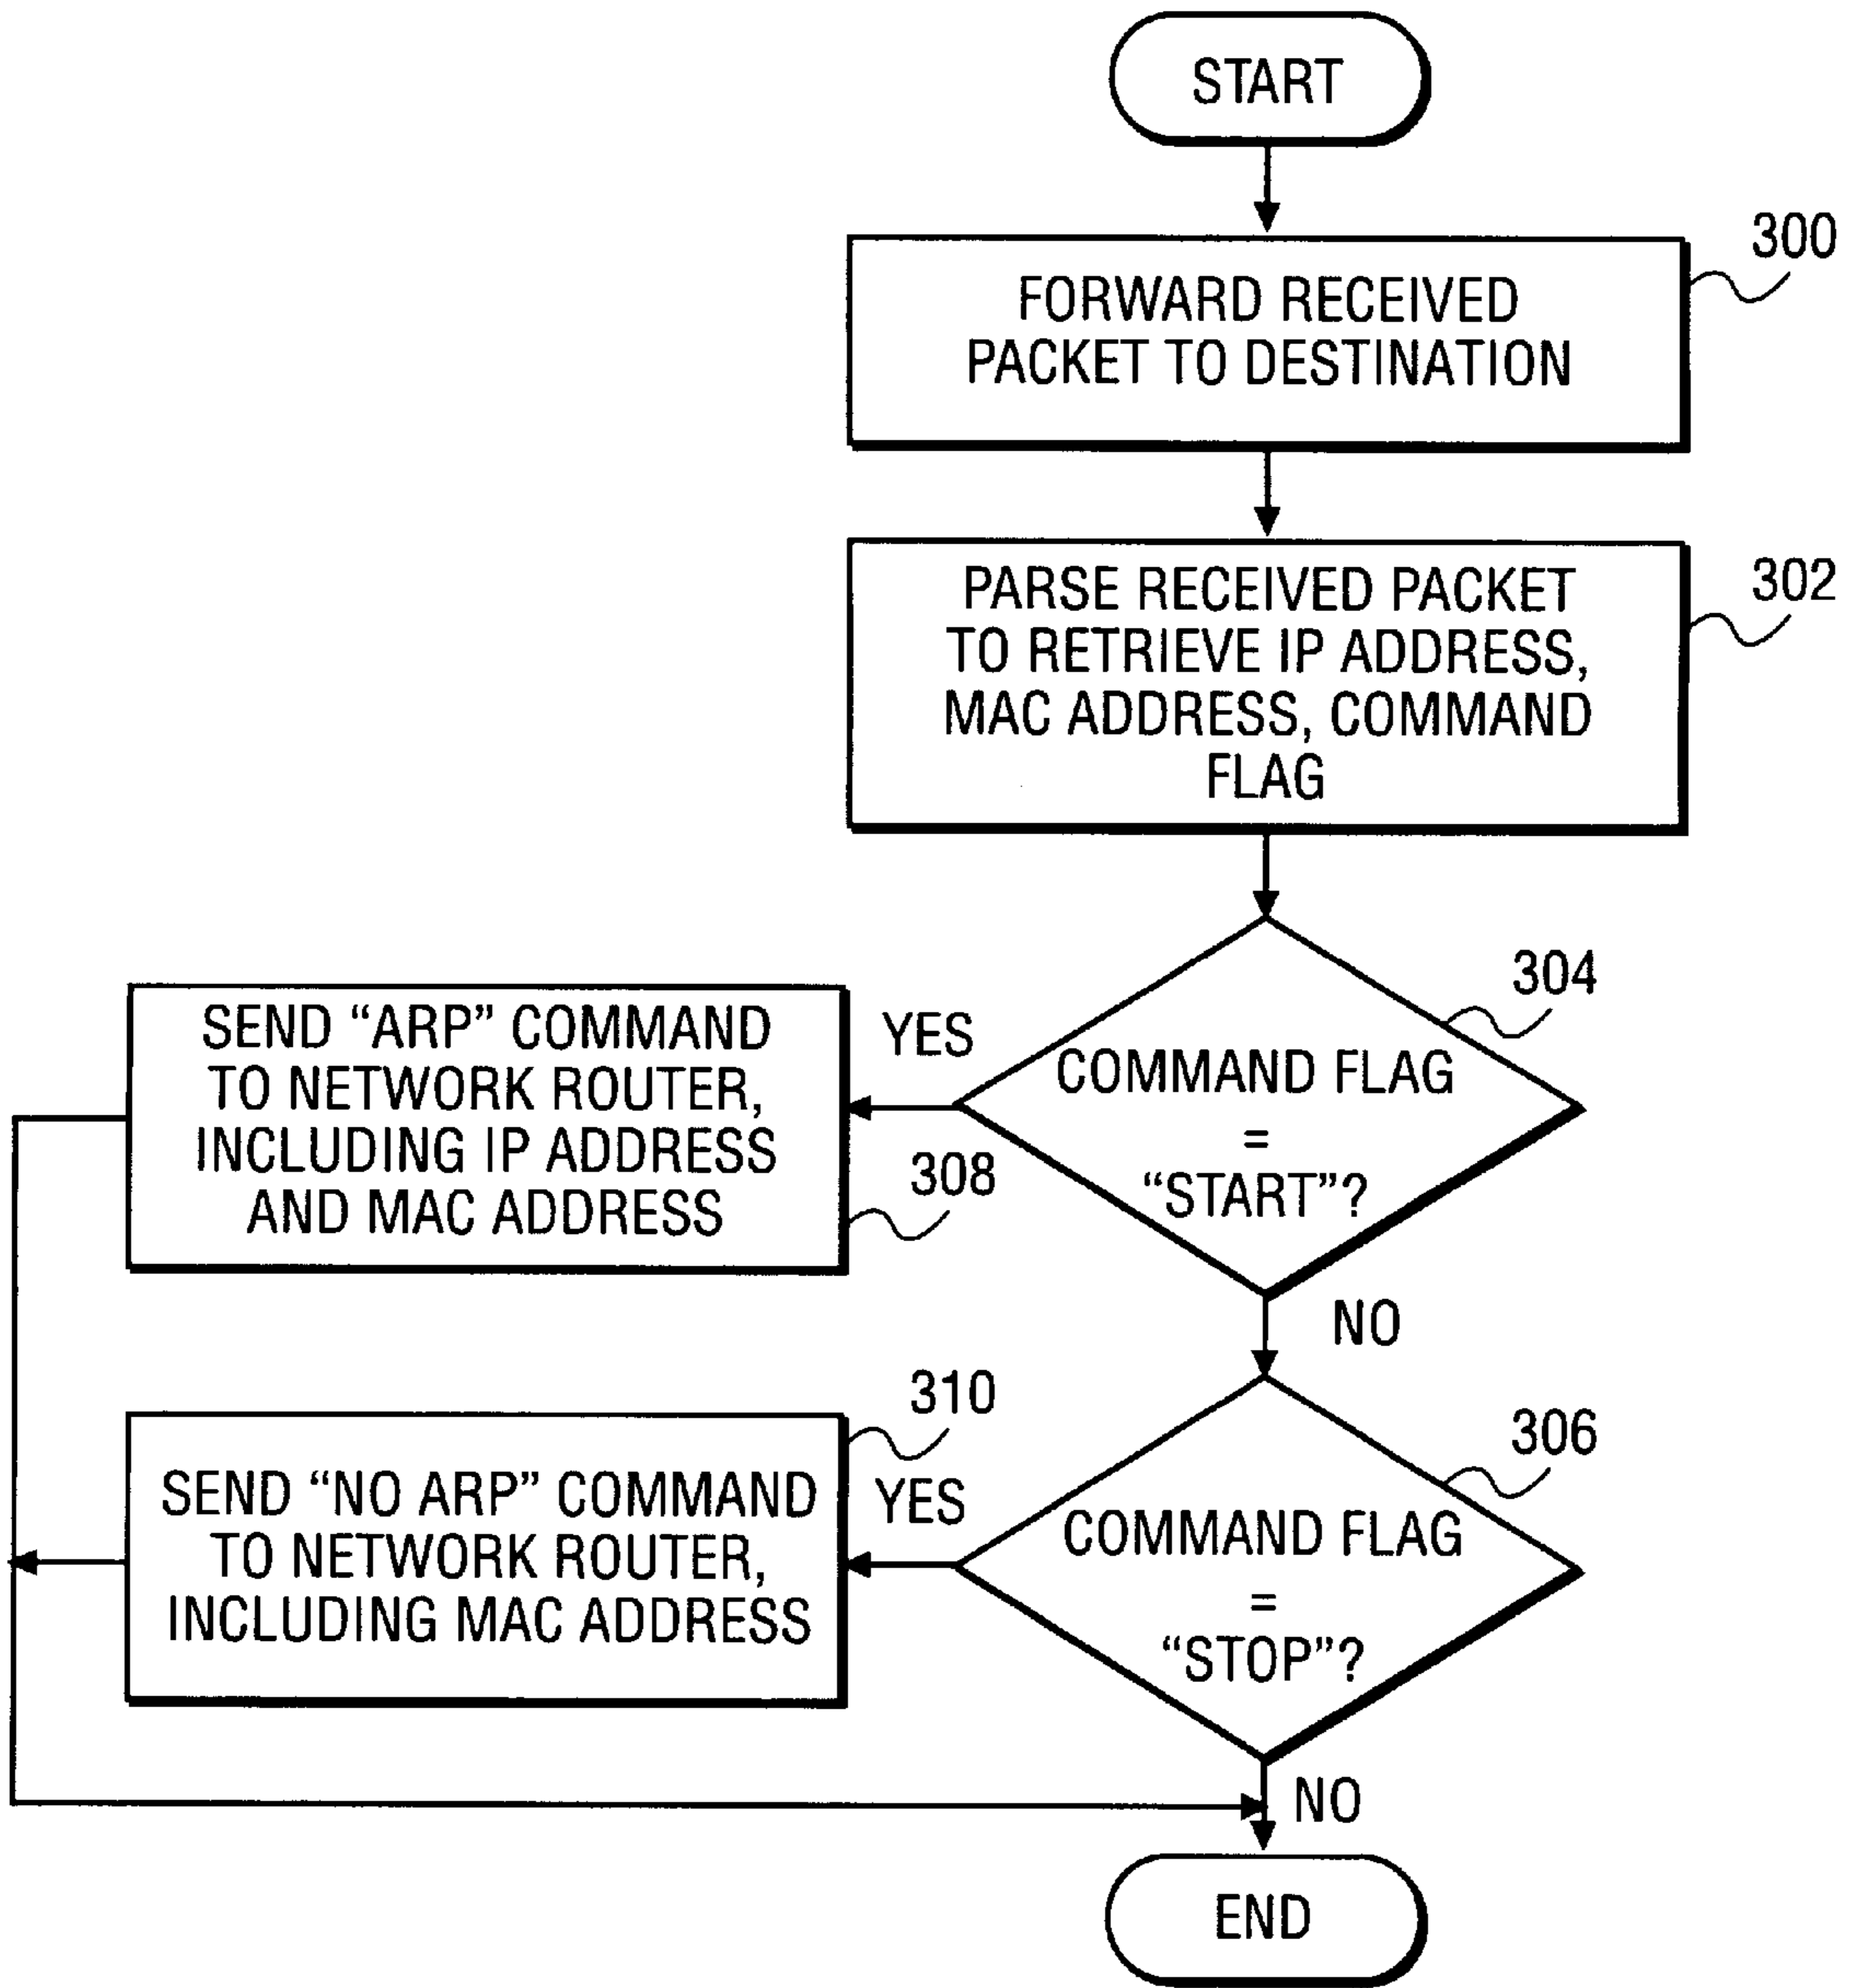 START
300
FORWARD RECEIVED
PACKET TO DESTINATION
302
PARSE RECEIVED PACKET
TO RETRIEVE IP ADDRESS,
MAC ADDRESS, COMMAND
FLAG
304
COMMAND FLAG
=
“START”?
YES
SEND “ARP” COMMAND
TO NETWORK ROUTER,
INCLUDING IP ADDRESS
AND MAC ADDRESS
308
NO
306
COMMAND FLAG
=
“STOP”?
310
YES
SEND “NO ARP” COMMAND
TO NETWORK ROUTER,
INCLUDING MAC ADDRESS
NO
END